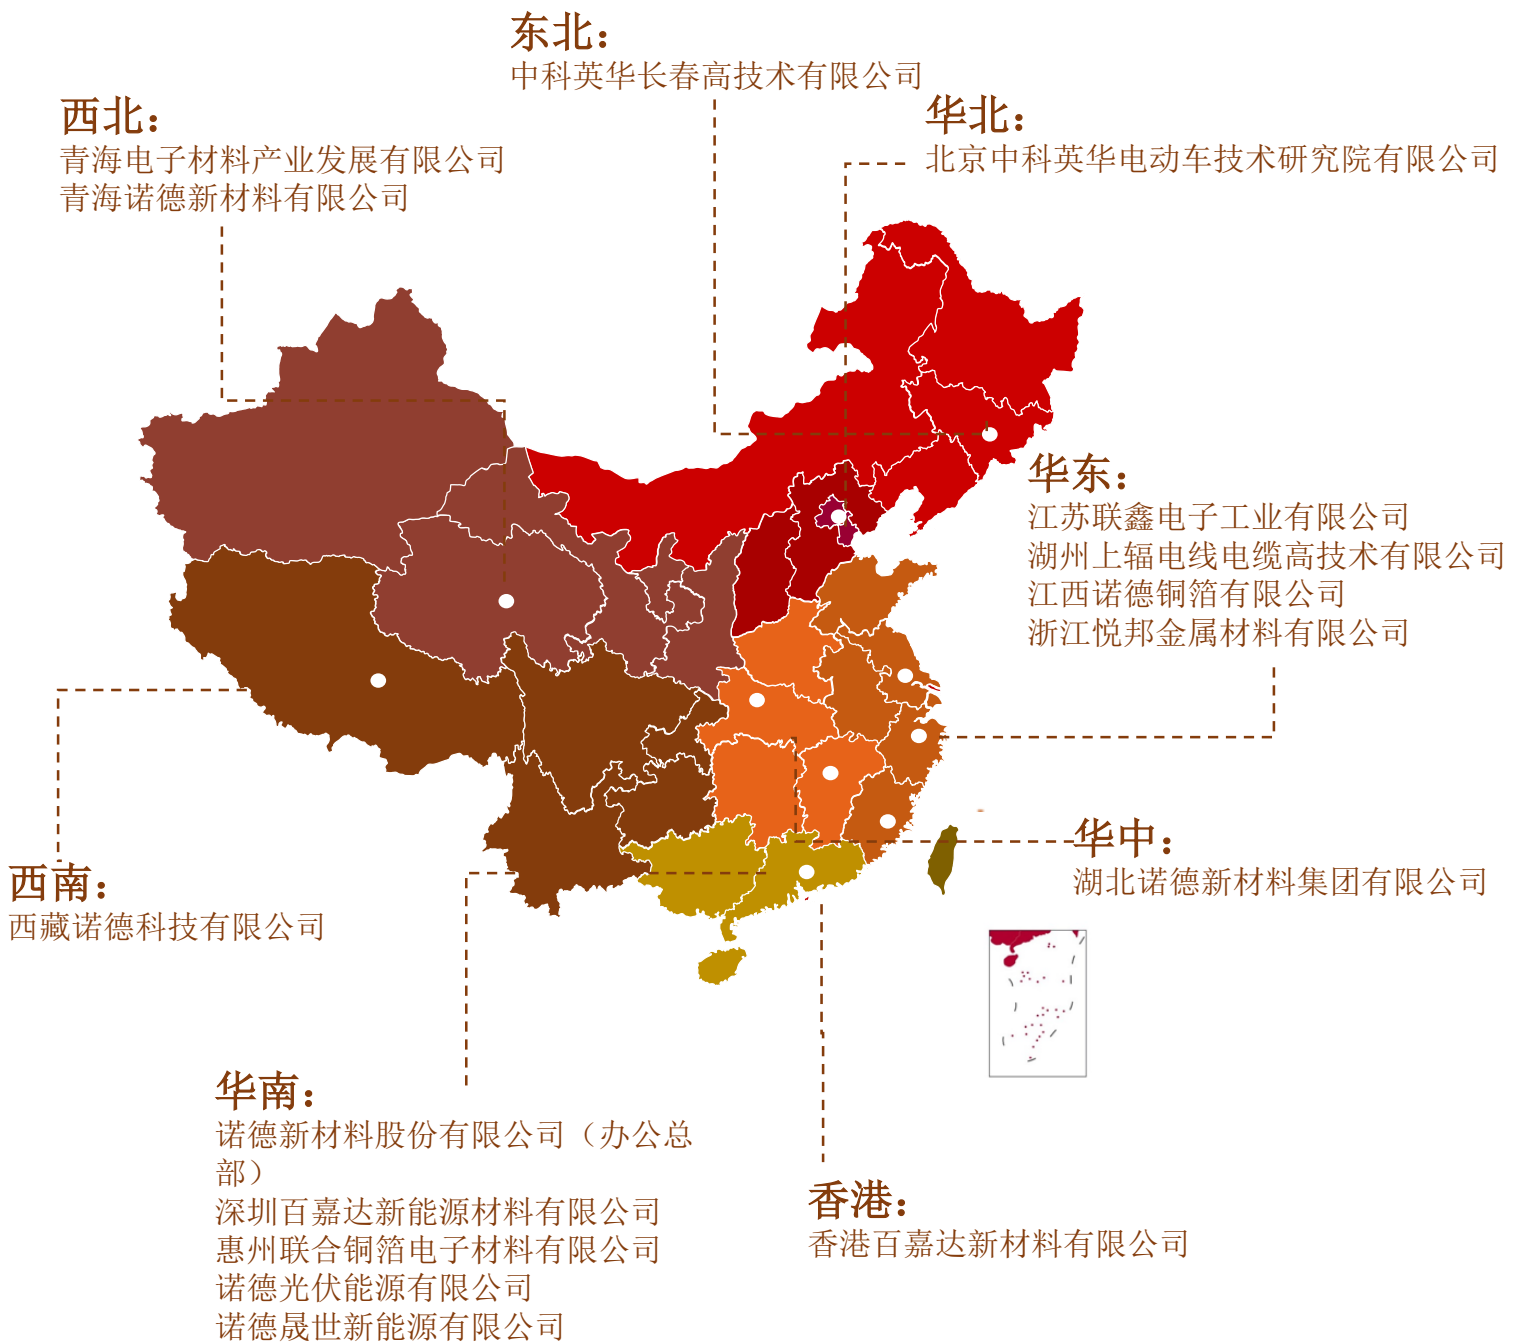 东北：
中科英华长春高技术有限公司
西北：
青海电子材料产业发展有限公司
青海诺德新材料有限公司
华北：
北京中科英华电动车技术研究院有限公司
华东：
江苏联鑫电子工业有限公司
湖州上辐电线电缆高技术有限公司
江西诺德铜箔有限公司
浙江悦邦金属材料有限公司
华中：
湖北诺德新材料集团有限公司
西南：
西藏诺德科技有限公司
华南：
诺德新材料股份有限公司（办公总
部）
深圳百嘉达新能源材料有限公司
惠州联合铜箔电子材料有限公司
诺德光伏能源有限公司
诺德晟世新能源有限公司
香港：
香港百嘉达新材料有限公司